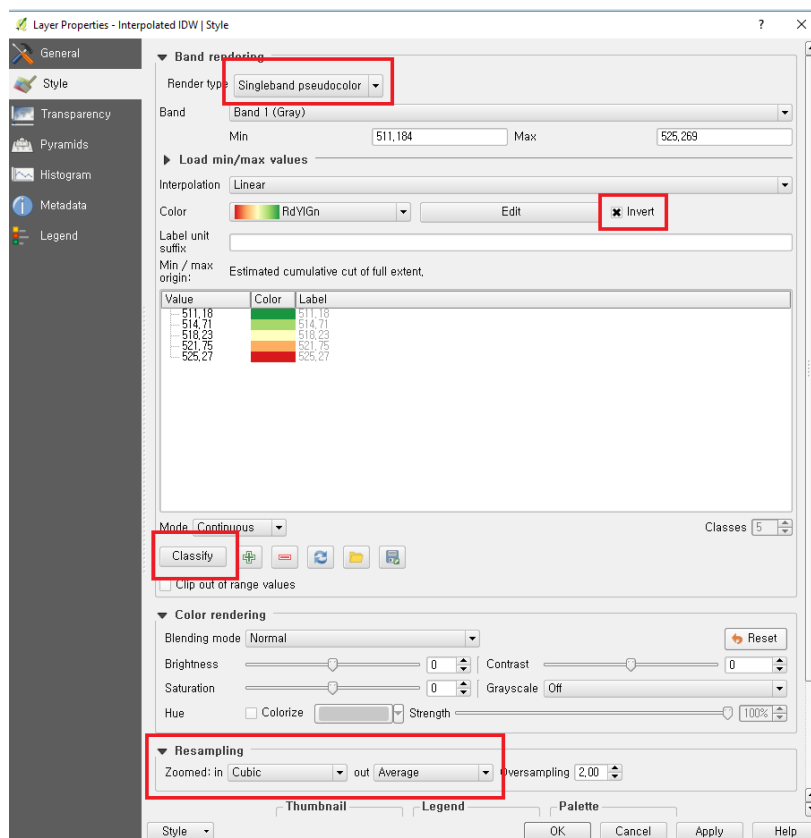 Layer Properties - Interpolated IDW | Style
?
General
Style
Transparency
Pyramids
Histogram
Metadata
Legend
Band rendering
Render type Singleband pseudocolor
Band Band 1 (Gray)
Min 511,184 Max 525,269
Load min/max values
Interpolation Linear
Color RdYlGn Edit Invert
Label unit
suffix
Min / max
origin: Estimated cumulative cut of full extent,
Value Color Label
511,18 511,18
514,71 514,71
518,23 518,23
521,75 521,75
525,27 525,27
Mode Continuous Classes 5
Classify
Clip out of range values
Color rendering
Blending mode Normal Reset
Brightness 0 Contrast 0
Saturation 0 Grayscale Off
Hue Colorize Strength 100%
Resampling
Zoomed: in Cubic out Average Oversampling 2,00
Thumbnail Legend Palette
Style OK Cancel Apply Help